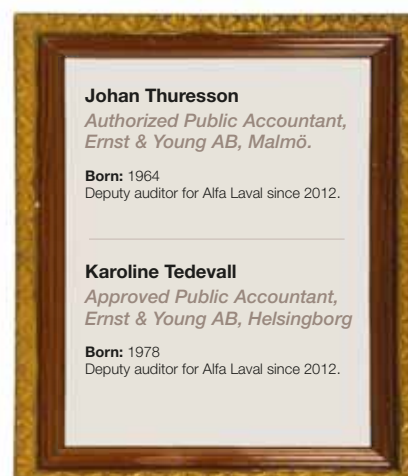 Johan Thuresson
Authorized Public Accountant,
Ernst & Young AB, Malmö.
Born: 1964
Deputy auditor for Alfa Laval since 2012.
Karoline Tedevall
Approved Public Accountant,
Ernst & Young AB, Helsingborg
Born: 1978
Deputy auditor for Alfa Laval since 2012.